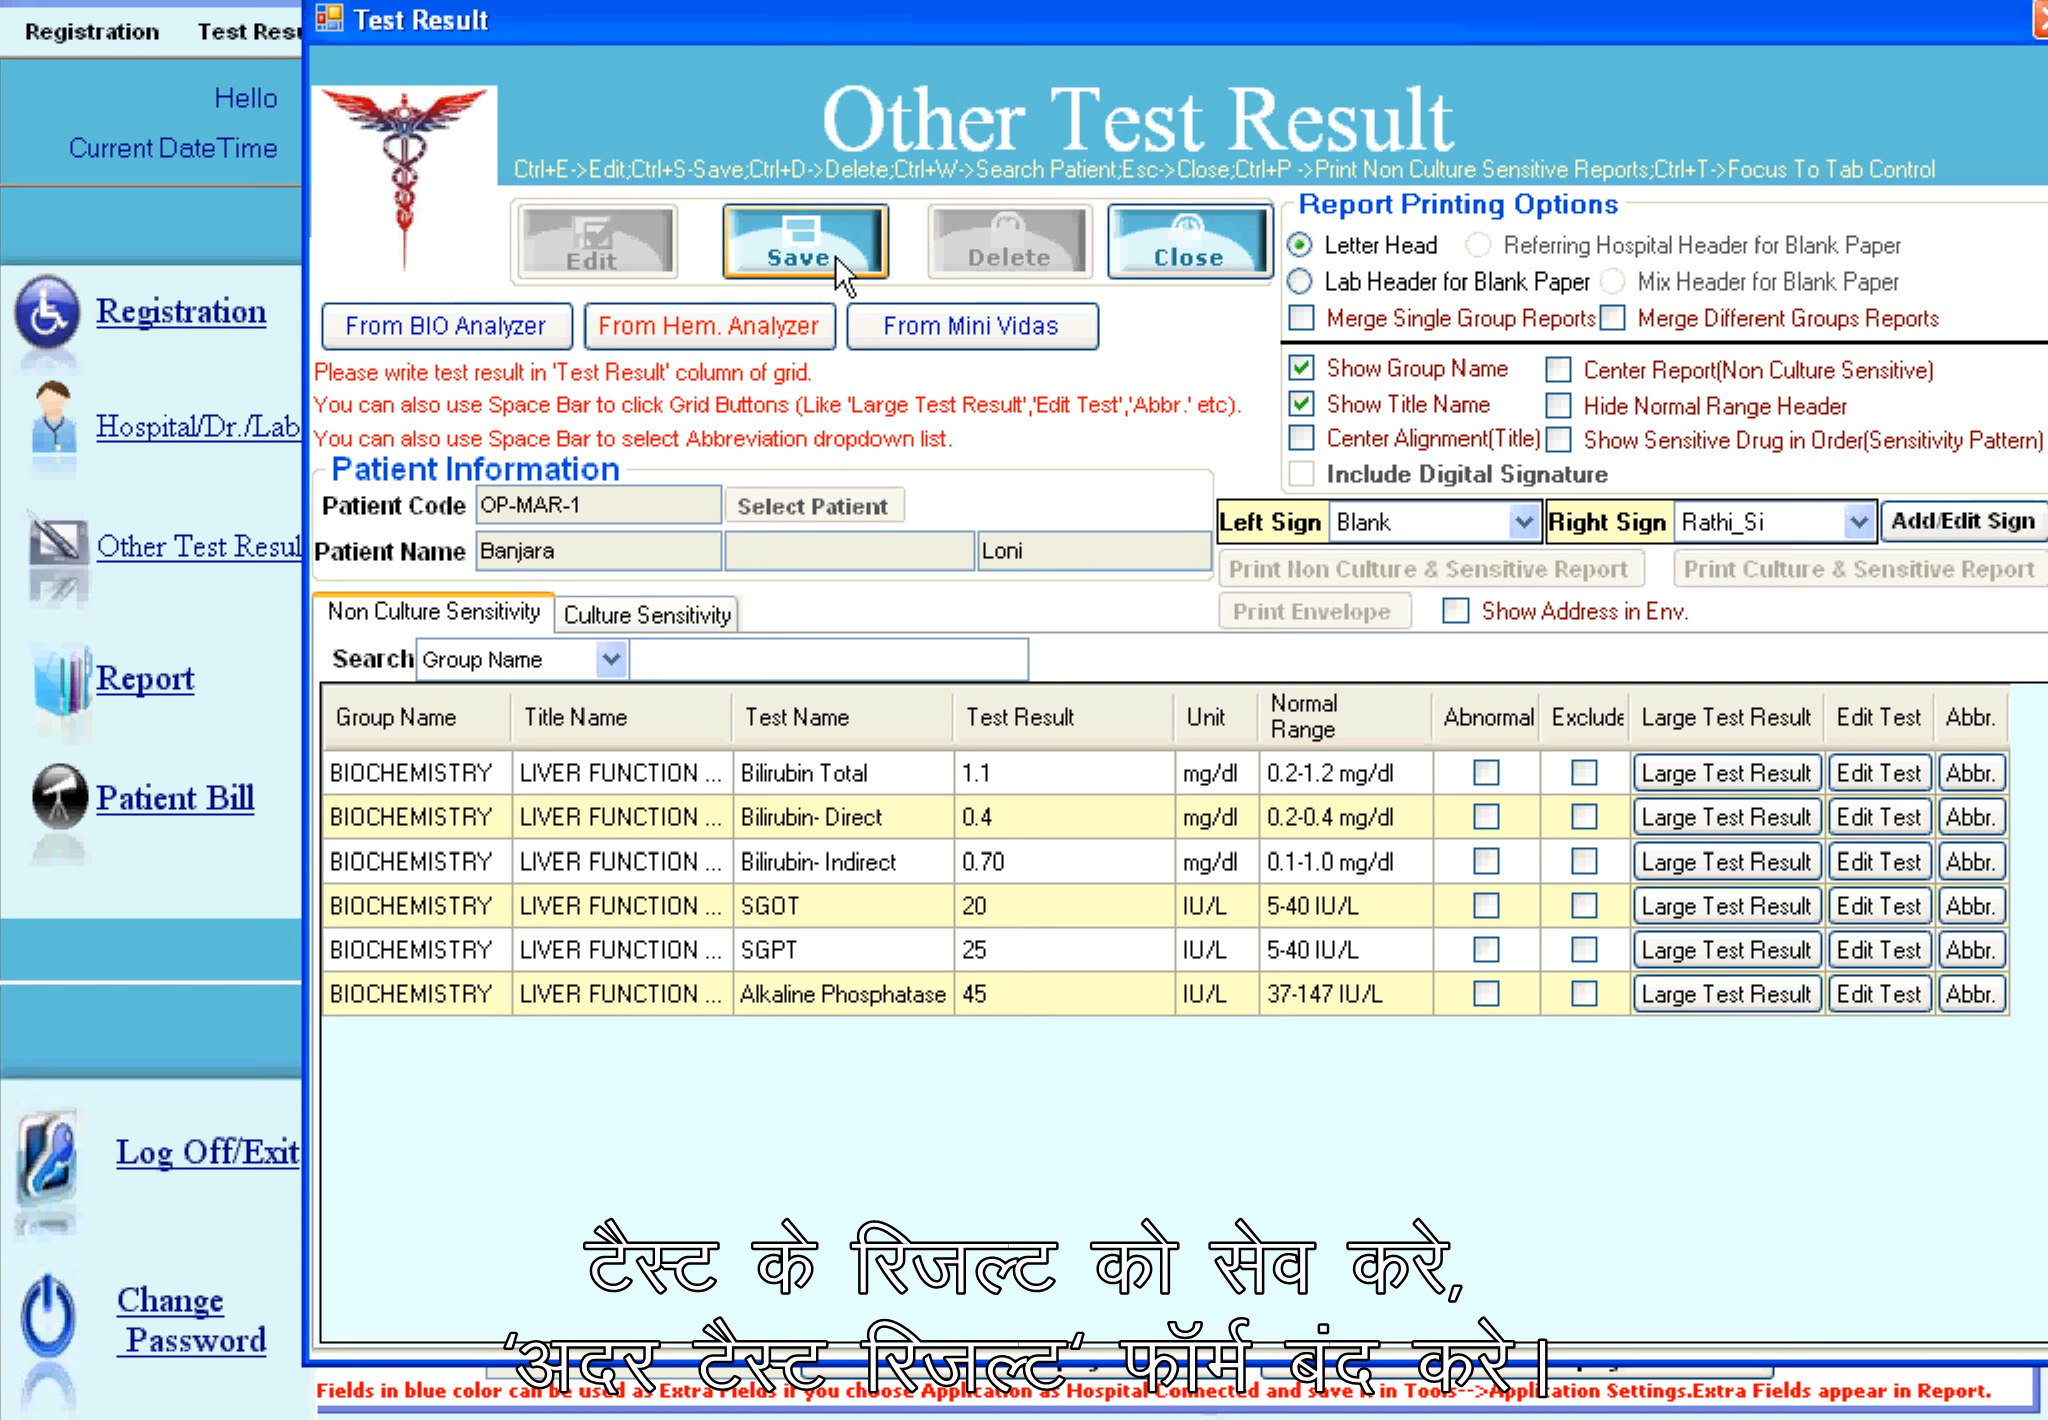 Registration Test Resu
Test Result
Hello
Current DateTime
Other Test Result
Ctrl+E->Edit;Ctrl+S-Save;Ctrl+D->Delete;Ctrl+W->Search Patient;Esc->Close;Ctrl+P ->Print Non Culture Sensitive Reports;Ctrl+T->Focus To Tab Control
Edit Save Delete Close
From BIO Analyzer From Hem. Analyzer From Mini Vidas
Please write test result in 'Test Result' column of grid.
You can also use Space Bar to click Grid Buttons (Like 'Large Test Result','Edit Test','Abbr.' etc).
You can also use Space Bar to select Abbreviation dropdown list.
Report Printing Options
Letter Head Referring Hospital Header for Blank Paper
Lab Header for Blank Paper Mix Header for Blank Paper
Merge Single Group Reports Merge Different Groups Reports
Show Group Name Center Report(Non Culture Sensitive)
Show Title Name Hide Normal Range Header
Center Alignment(Title) Show Sensitive Drug in Order(Sensitivity Pattern)
Include Digital Signature
Patient Information
Patient Code OP-MAR-1 Select Patient
Patient Name Banjara Loni
Left Sign Blank Right Sign Rathi_Si Add/Edit Sign
Print Non Culture & Sensitive Report Print Culture & Sensitive Report
Print Envelope Show Address in Env.
Non Culture Sensitivity Culture Sensitivity
Search Group Name
Group Name Title Name Test Name Test Result Unit Normal Range Abnormal Exclude Large Test Result Edit Test Abbr.
BIOCHEMISTRY LIVER FUNCTION ... Bilirubin Total 1.1 mg/dl 0.2-1.2 mg/dl Large Test Result Edit Test Abbr.
BIOCHEMISTRY LIVER FUNCTION ... Bilirubin- Direct 0.4 mg/dl 0.2-0.4 mg/dl Large Test Result Edit Test Abbr.
BIOCHEMISTRY LIVER FUNCTION ... Bilirubin- Indirect 0.70 mg/dl 0.1-1.0 mg/dl Large Test Result Edit Test Abbr.
BIOCHEMISTRY LIVER FUNCTION ... SGOT 20 IU/L 5-40 IU/L Large Test Result Edit Test Abbr.
BIOCHEMISTRY LIVER FUNCTION ... SGPT 25 IU/L 5-40 IU/L Large Test Result Edit Test Abbr.
BIOCHEMISTRY LIVER FUNCTION ... Alkaline Phosphatase 45 IU/L 37-147 IU/L Large Test Result Edit Test Abbr.
Registration
Hospital/Dr./Lab
Other Test Resul
Report
Patient Bill
Log Off/Exit
Change
Password
टैस्ट के रिजल्ट को सेव करे,
'अदर टैस्ट रिजल्ट' फॉर्म बंद करे।
Fields in blue color can be used as Extra Fields if you choose Application as Hospital Connected and save it in Tools-->Application Settings.Extra Fields appear in Report.